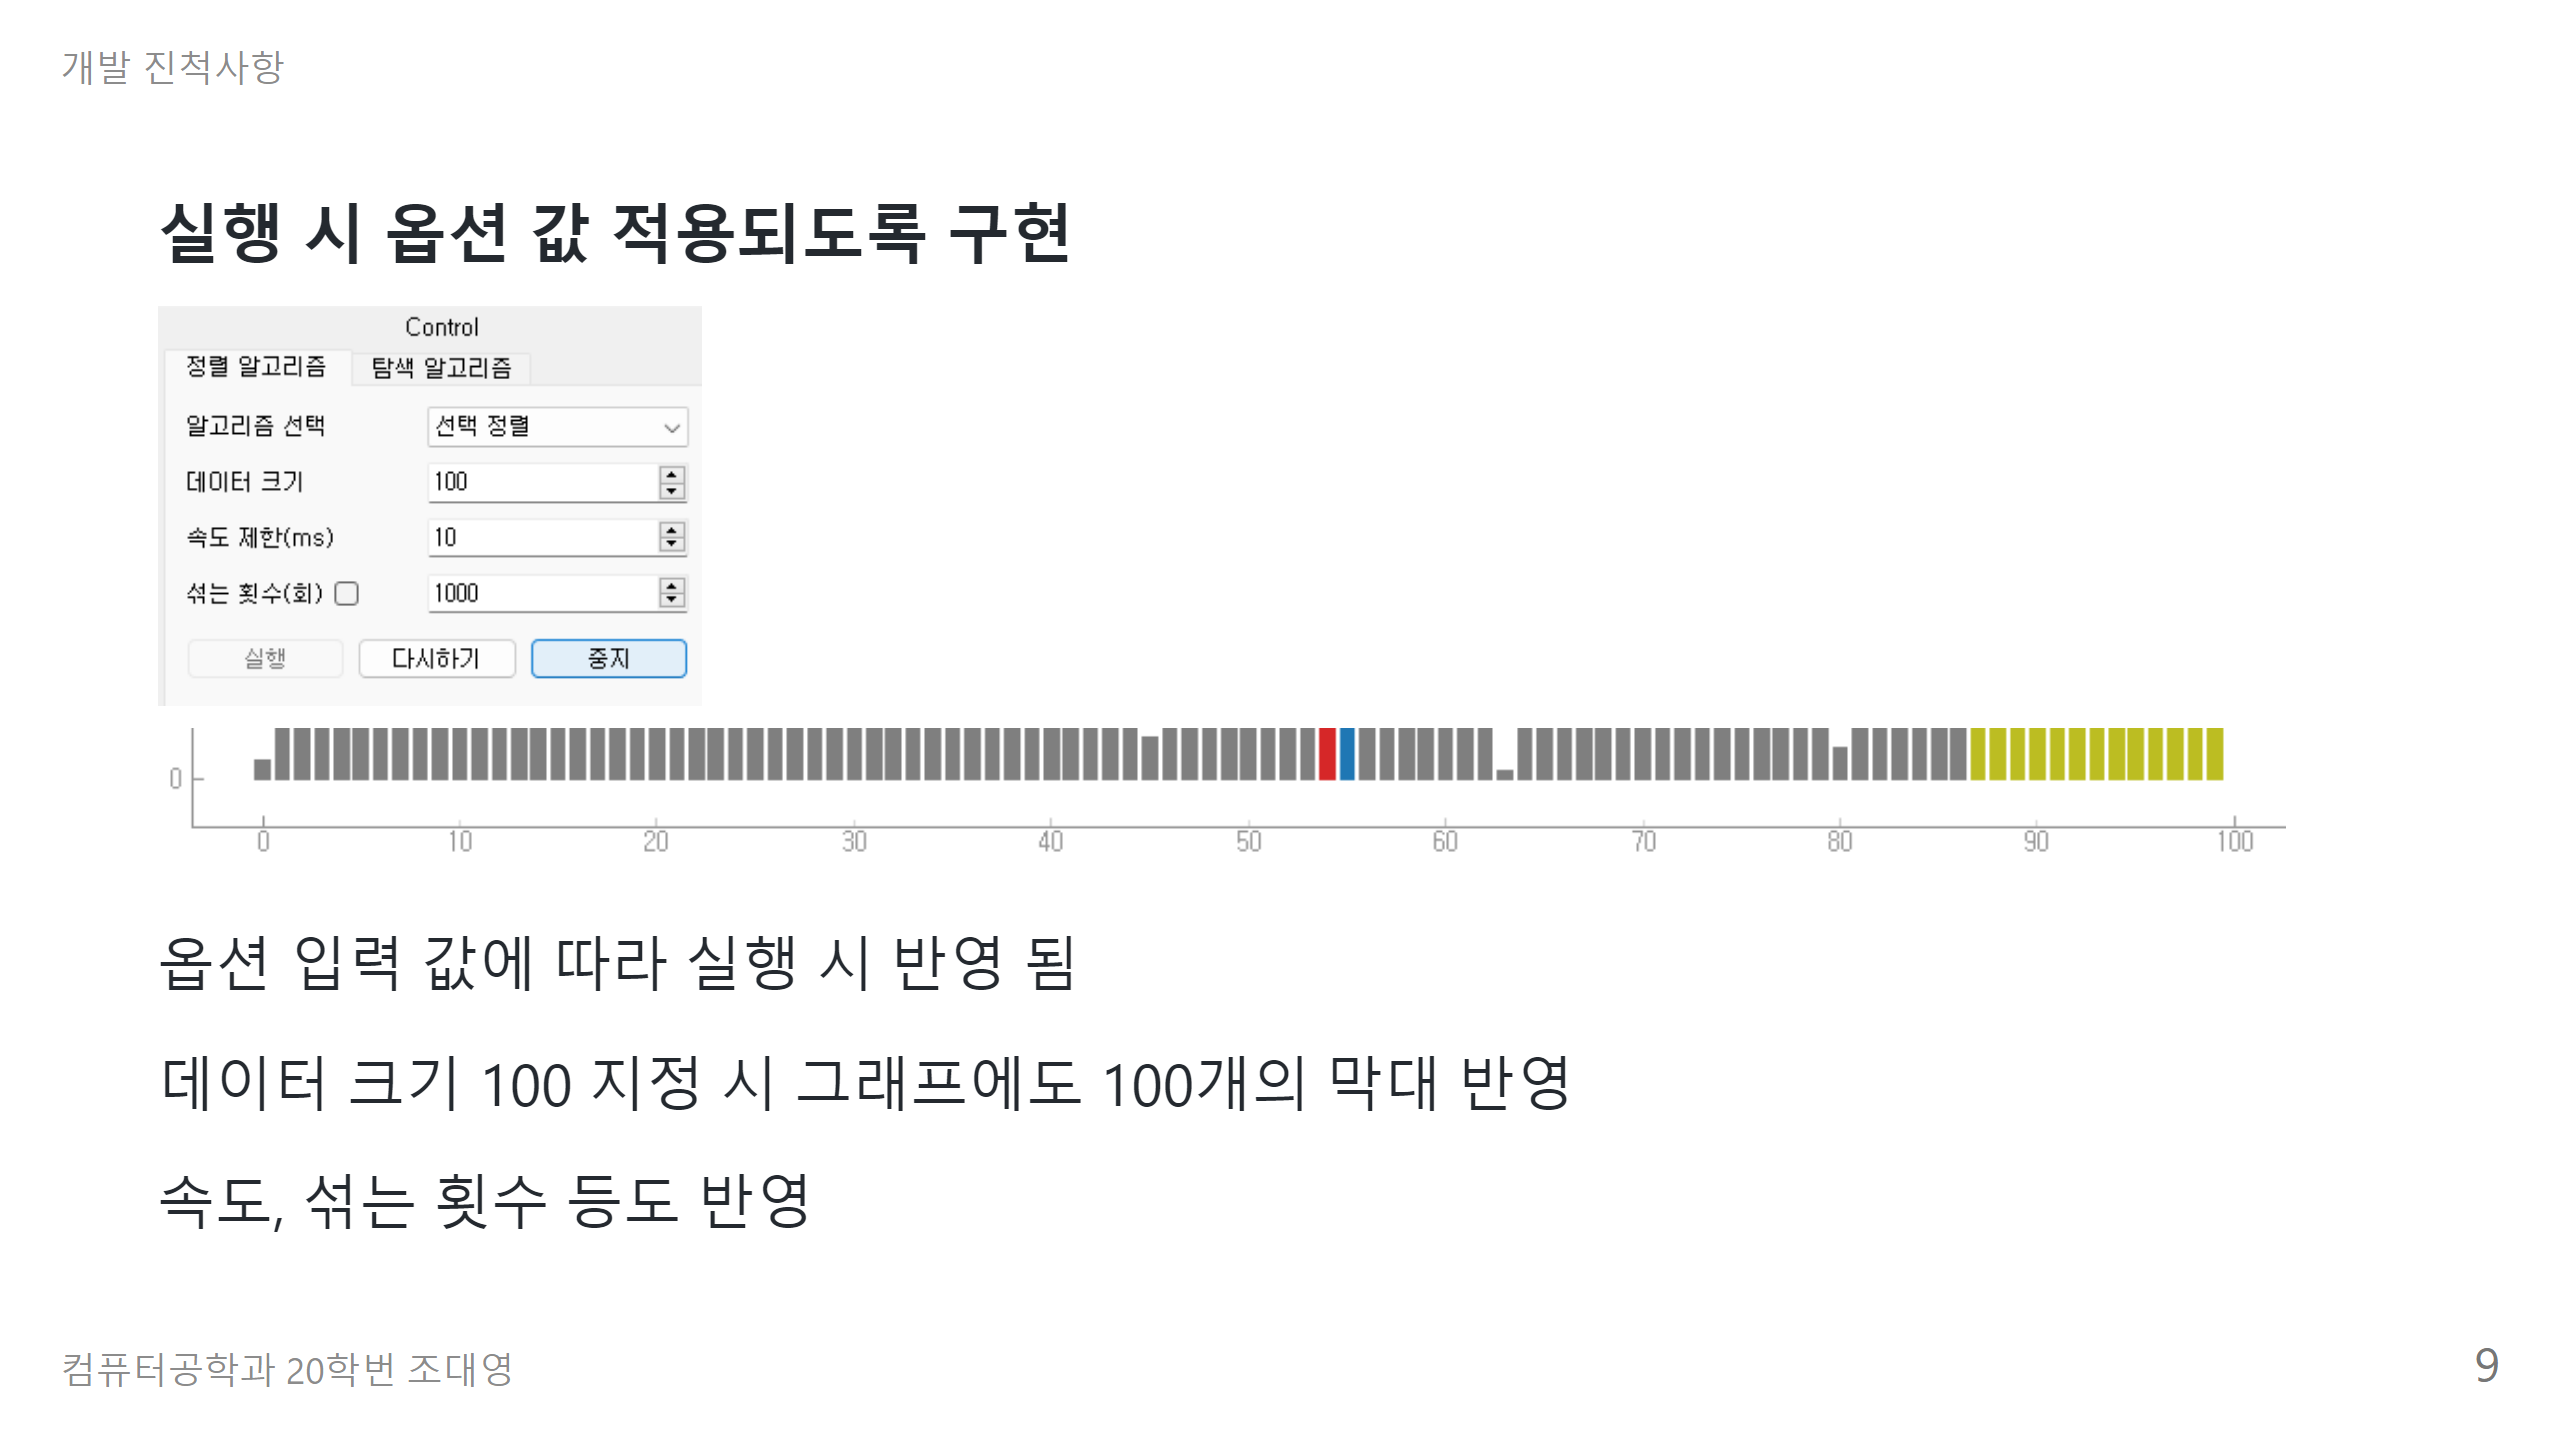 개발 진척사항
실행 시 옵션 값 적용되도록 구현
Control
정렬 알고리즘 탐색 알고리즘
알고리즘 선택 선택 정렬
데이터 크기 100
속도 제한(ms) 10
섞는 횟수(회) 1000
실행 다시하기 중지
0
0 10 20 30 40 50 60 70 80 90 100
옵션 입력 값에 따라 실행 시 반영 됨
데이터 크기 100 지정 시 그래프에도 100개의 막대 반영
속도, 섞는 횟수 등도 반영
컴퓨터공학과 20학번 조대영
9